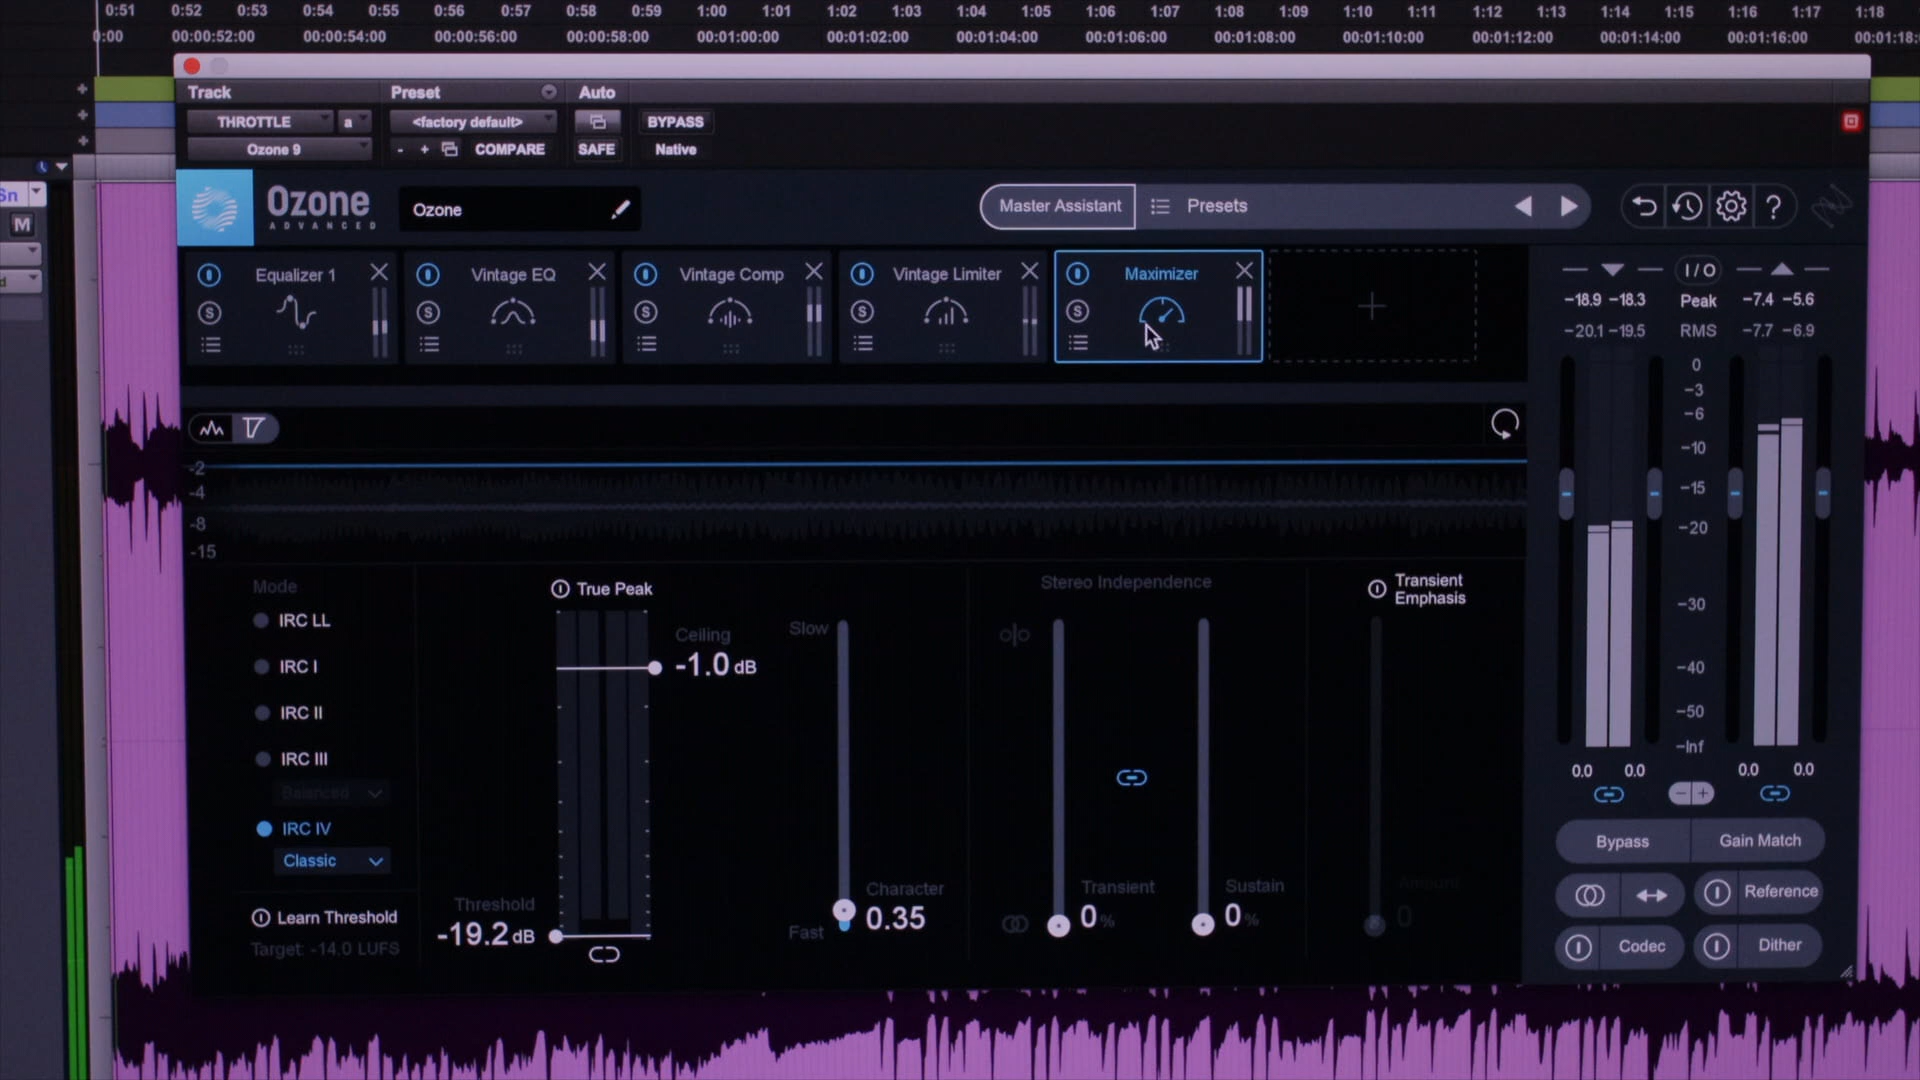 0:51 0:52 0:53 0:54 0:55 0:56 0:57 0:58 0:59 1:00 1:01 1:02 1:03 1:04 1:05 1:06 1:07 1:08 1:09 1:10 1:11 1:12 1:13 1:14 1:15 1:16 1:17 1:18
0:00 00:00:52:00 00:00:54:00 00:00:56:00 00:00:58:00 00:01:00:00 00:01:02:00 00:01:04:00 00:01:06:00 00:01:08:00 00:01:10:00 00:01:12:00 00:01:14:00 00:01:16:00 00:01:18:
Track Preset Auto
THROTTLE a <factory default> BYPASS
Ozone 9 - + COMPARE SAFE Native
Sn
M
d
Ozone
ADVANCED
Ozone
Master Assistant Presets ?
Equalizer 1 Vintage EQ Vintage Comp Vintage Limiter Maximizer
S S S S S
I/O
-18.9 -18.3 Peak -7.4 -5.6
-20.1 -19.5 RMS -7.7 -6.9
0
-3
-6
-10
-15
-20
-30
-40
-50
-Inf
0.0 0.0 0.0 0.0
- +
Bypass Gain Match
Reference
Codec Dither
-2
-4
-8
-15
Mode
IRC LL
IRC I
IRC II
IRC III
Balanced
IRC IV
Classic
Learn Threshold
Target: -14.0 LUFS
True Peak
Ceiling
-1.0 dB
Threshold
-19.2 dB
Slow
Fast
Character
0.35
Stereo Independence
Transient
0 %
Sustain
0 %
Transient
Emphasis
Amount
0